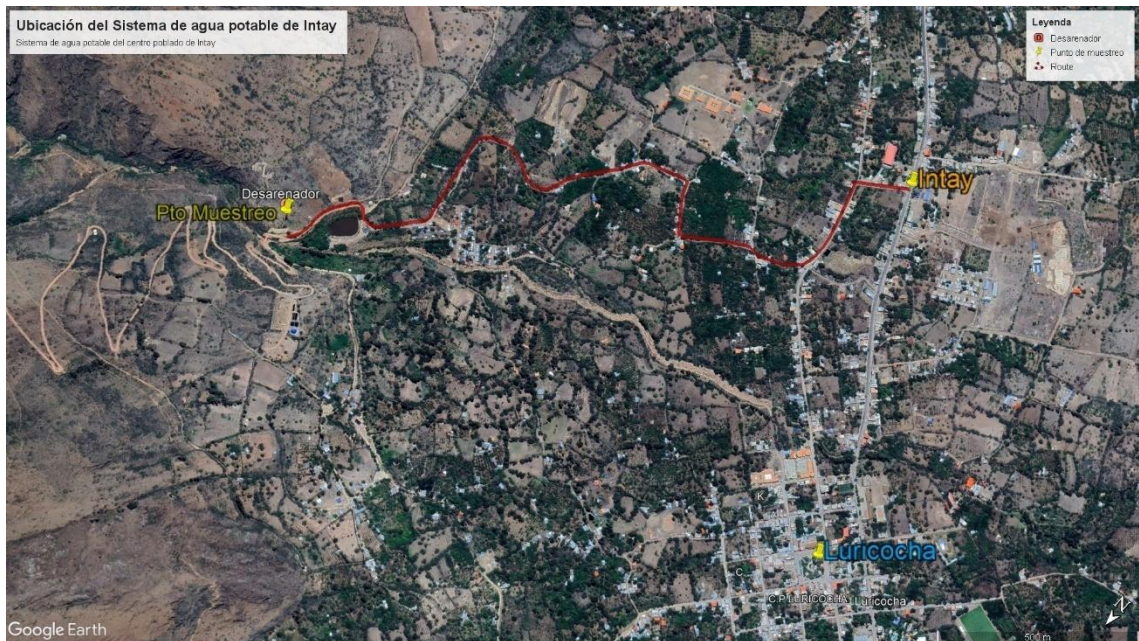 Ubicación del Sistema de agua potable de Intay
Sistema de agua potable del centro poblado de Intay
Leyenda
Desarenador
Punto de muestreo
Route
Desarenador
Pto Muestreo
Intay
K
Luricocha
C
C.P LURICOCHA
Luricocha
N
Google Earth
500 m